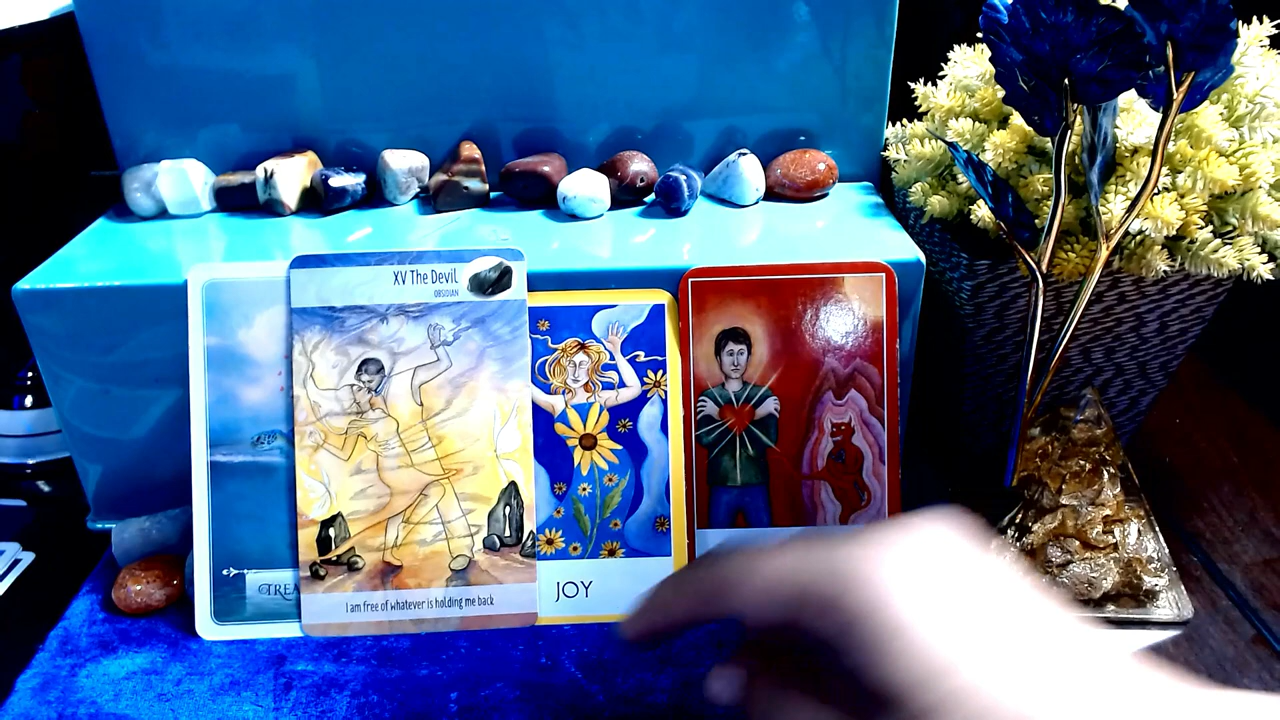 XV The Devil
OBSIDIAN
I am free of whatever is holding me back
JOY